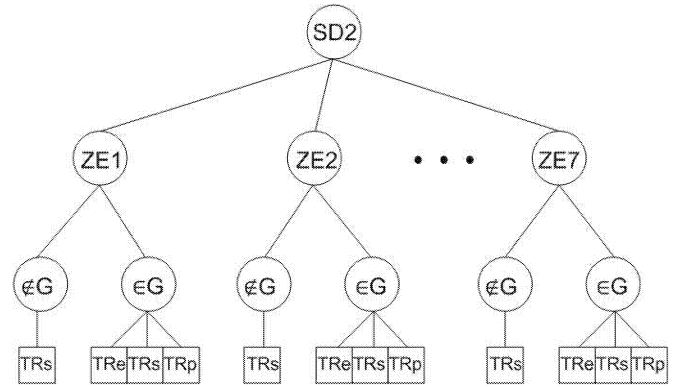 SD2
ZE1 ZE2 • • • ZE7
∉G ∈G ∉G ∈G ∉G ∈G
TRs TRe TRs TRp TRs TRe TRs TRp TRs TRe TRs TRp